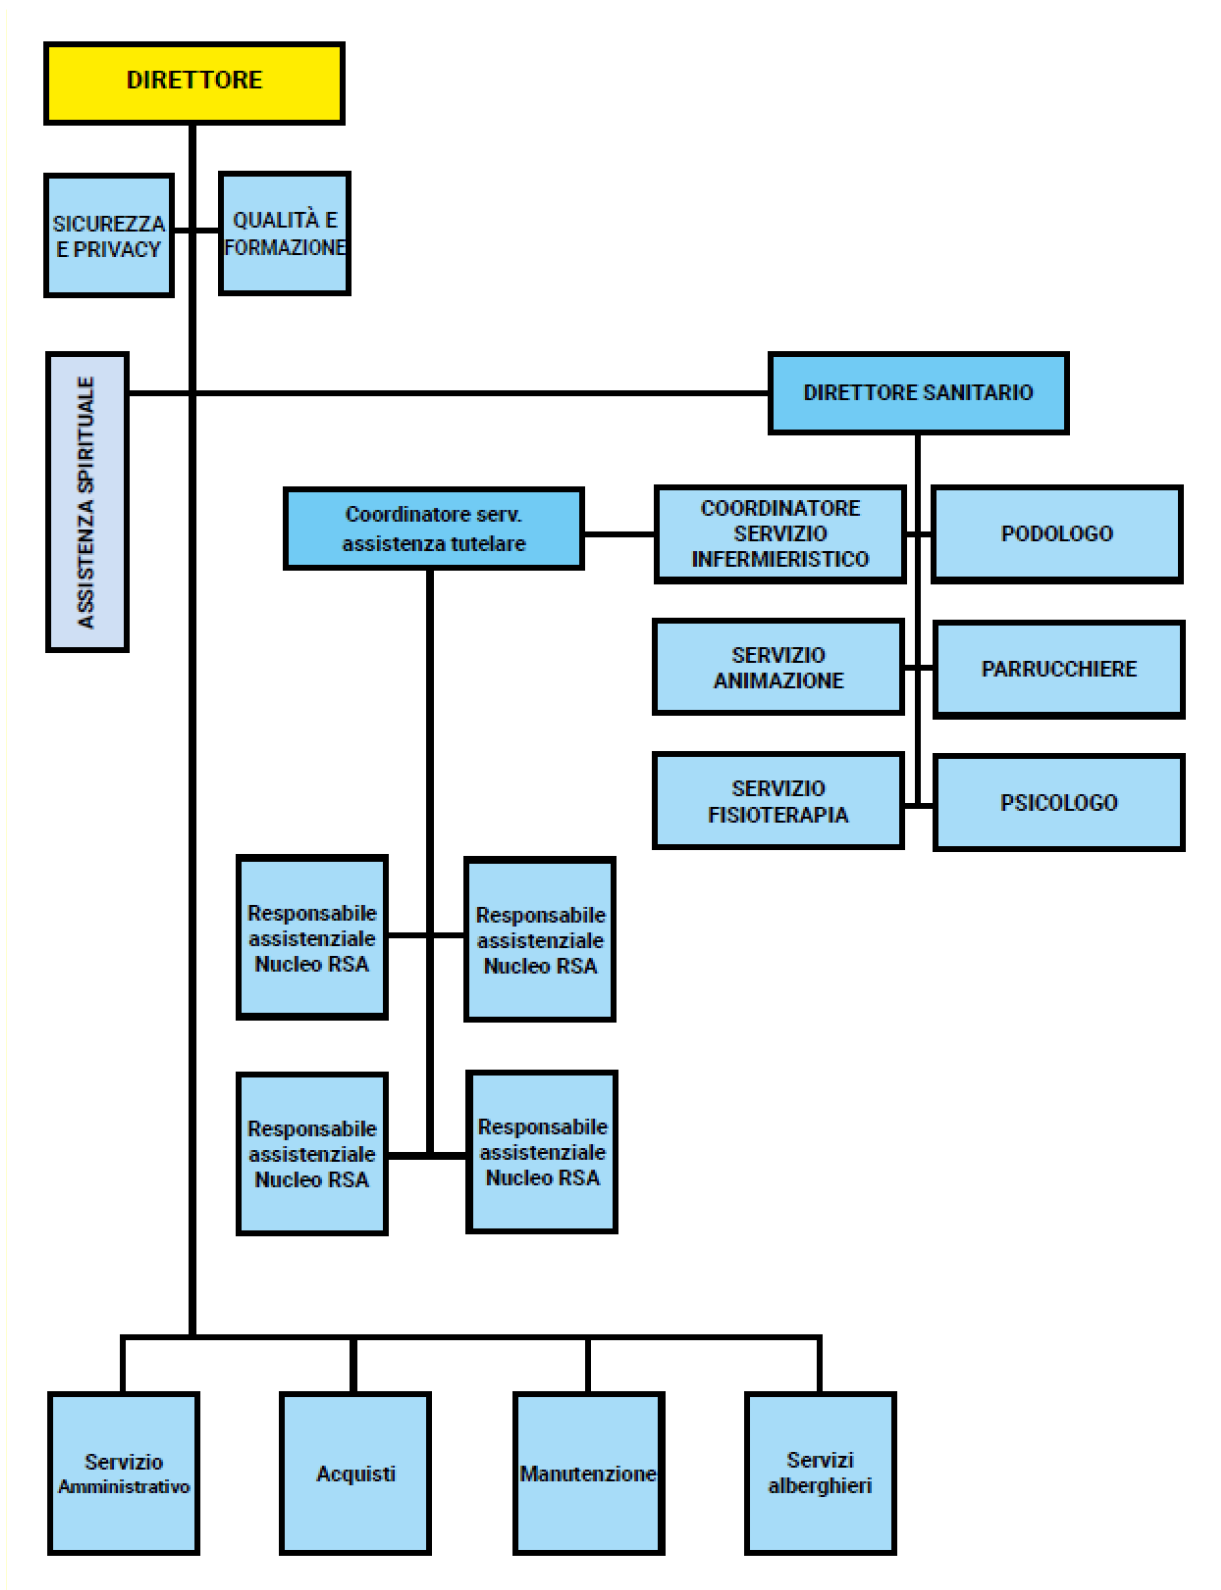 DIRETTORE
SICUREZZA
E PRIVACY
QUALITÀ E
FORMAZIONE
ASSISTENZA SPIRITUALE
DIRETTORE SANITARIO
Coordinatore serv.
assistenza tutelare
COORDINATORE
SERVIZIO
INFERMIERISTICO
PODOLOGO
SERVIZIO
ANIMAZIONE
PARRUCCHIERE
SERVIZIO
FISIOTERAPIA
PSICOLOGO
Responsabile
assistenziale
Nucleo RSA
Responsabile
assistenziale
Nucleo RSA
Responsabile
assistenziale
Nucleo RSA
Responsabile
assistenziale
Nucleo RSA
Servizio
Amministrativo
Acquisti
Manutenzione
Servizi
alberghieri